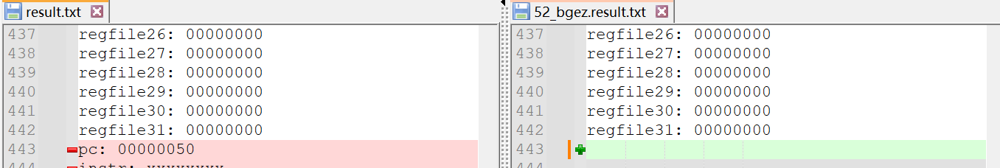 result.txt
52_bgez.result.txt
437 regfile26: 00000000
438 regfile27: 00000000
439 regfile28: 00000000
440 regfile29: 00000000
441 regfile30: 00000000
442 regfile31: 00000000
443 pc: 00000050
444 instr: xxxxxxxx
437 regfile26: 00000000
438 regfile27: 00000000
439 regfile28: 00000000
440 regfile29: 00000000
441 regfile30: 00000000
442 regfile31: 00000000
443